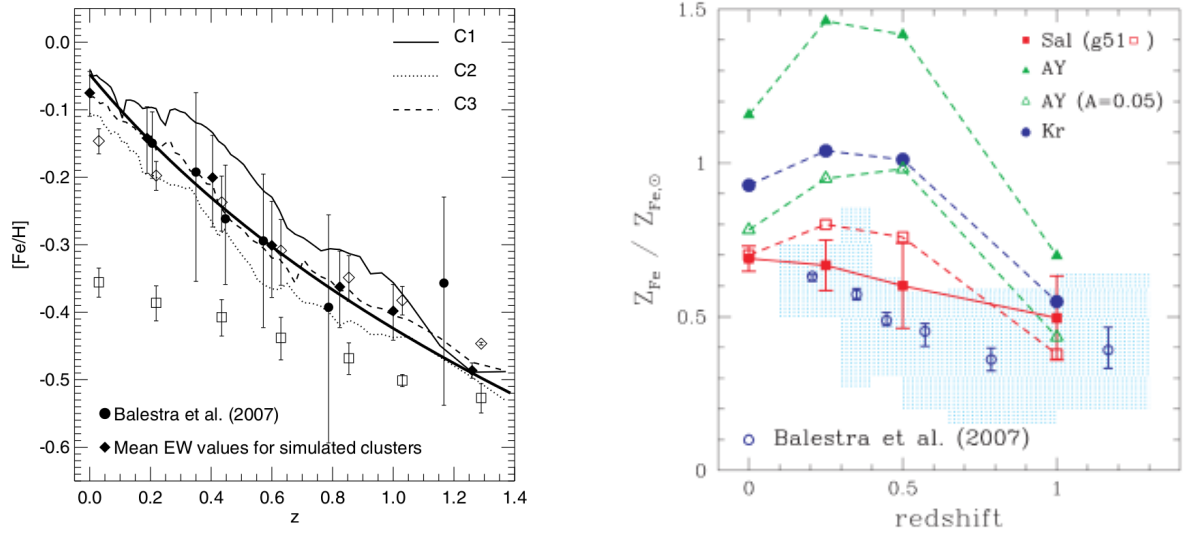 0.0
-0.1
-0.2
-0.3
-0.4
-0.5
-0.6
[Fe/H]
C1
C2
C3
Balestra et al. (2007)
Mean EW values for simulated clusters
0.0 0.2 0.4 0.6 0.8 1.0 1.2 1.4
z
1.5
1
0.5
0
Z_Fe / Z_Fe,⊙
Sal (g51 )
AY
AY (A=0.05)
Kr
Balestra et al. (2007)
0 0.5 1
redshift